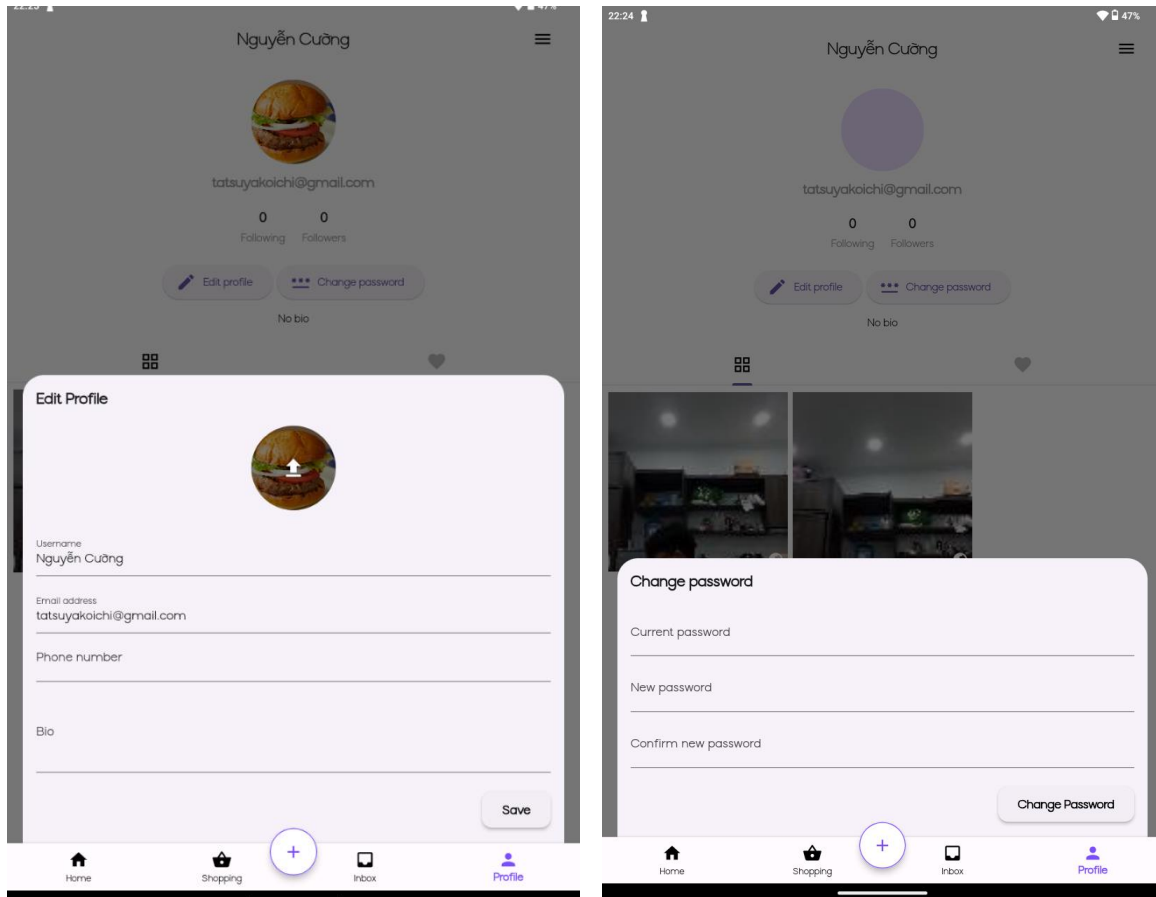 22:23 47%
Nguyễn Cường
tatsuyakoichi@gmail.com
0 0
Following Followers
Edit profile Change password
No bio
Edit Profile
Username
Nguyễn Cường
Email address
tatsuyakoichi@gmail.com
Phone number
Bio
Save
+
Home Shopping Inbox Profile
22:24 47%
Nguyễn Cường
tatsuyakoichi@gmail.com
0 0
Following Followers
Edit profile Change password
No bio
Change password
Current password
New password
Confirm new password
Change Password
+
Home Shopping Inbox Profile